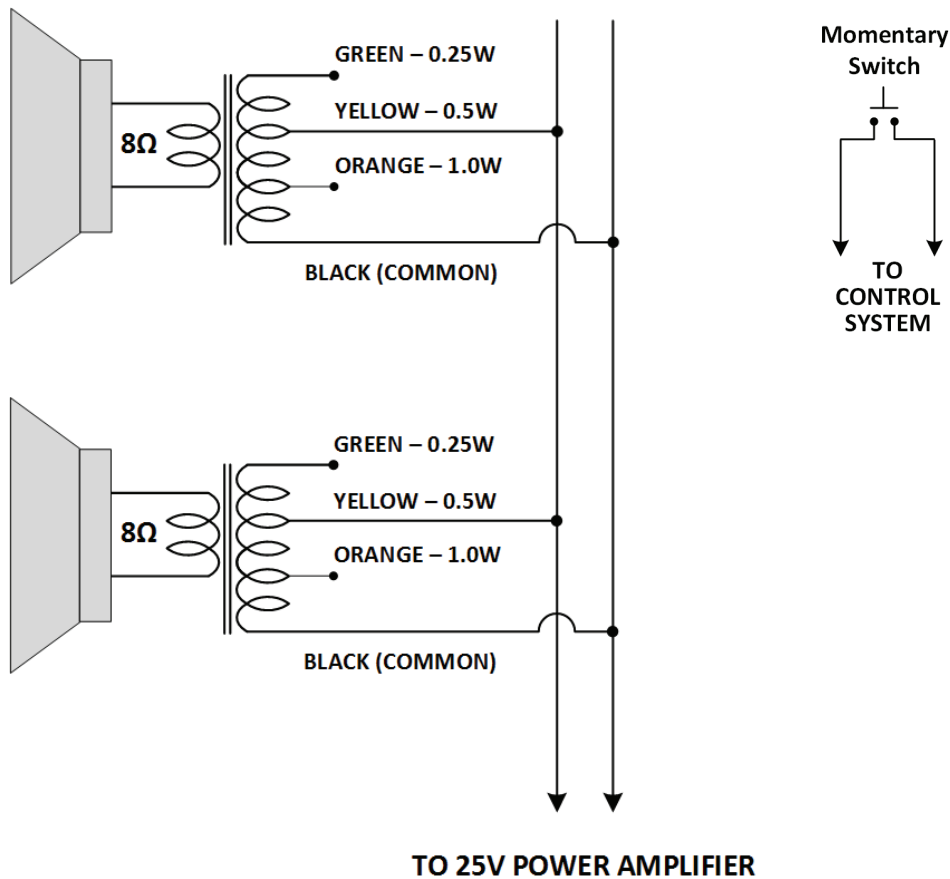 GREEN – 0.25W
YELLOW – 0.5W
8Ω
ORANGE – 1.0W
BLACK (COMMON)
Momentary
Switch
TO
CONTROL
SYSTEM
GREEN – 0.25W
YELLOW – 0.5W
8Ω
ORANGE – 1.0W
BLACK (COMMON)
TO 25V POWER AMPLIFIER